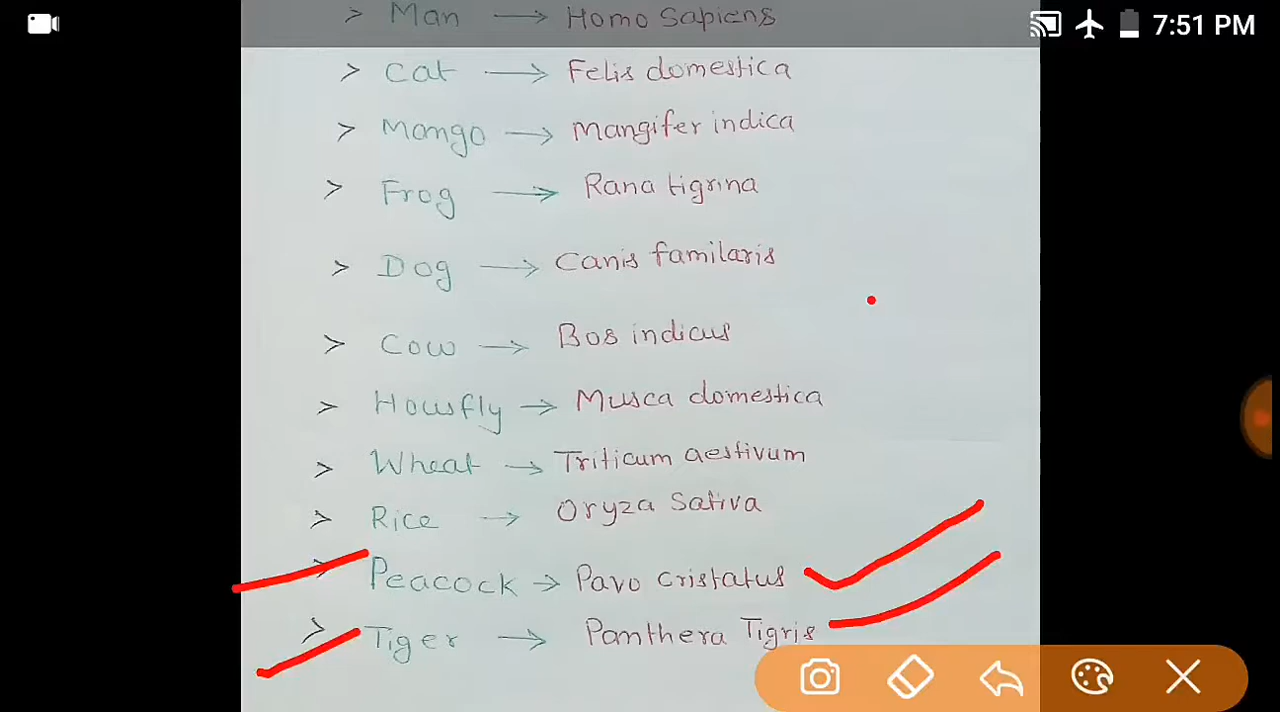 7:51 PM
> Man → Homo Sapiens
> Cat → Felis domestica
> Mango → Mangifer indica
> Frog → Rana tigrina
> Dog → Canis familaris
> Cow → Bos indicus
> Housfly → Musca domestica
> Wheat → Triticum aestivum
> Rice → Oryza Sativa
> Peacock → Pavo cristatus
> Tiger → Panthera Tigris